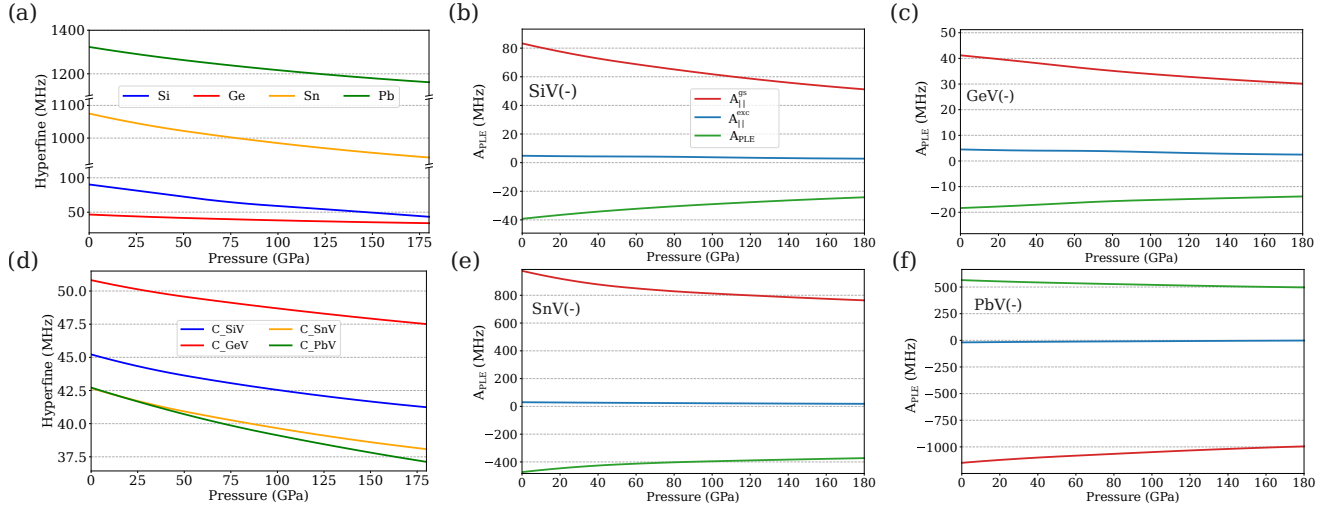 (a)
1400
1200
1100
1000
100
50
Hyperfine (MHz)
Si Ge Sn Pb
0 25 50 75 100 125 150 175
Pressure (GPa)
(b)
80
60
40
20
0
−20
−40
A_PLE (MHz)
SiV(-)
A_||^gs
A_||^exc
A_PLE
0 20 40 60 80 100 120 140 160 180
Pressure (GPa)
(c)
50
40
30
20
10
0
−10
−20
A_PLE (MHz)
GeV(-)
0 20 40 60 80 100 120 140 160 180
Pressure (GPa)
(d)
50.0
47.5
45.0
42.5
40.0
37.5
Hyperfine (MHz)
C_SiV C_SnV
C_GeV C_PbV
0 25 50 75 100 125 150 175
Pressure (GPa)
(e)
800
600
400
200
0
−200
−400
A_PLE (MHz)
SnV(-)
0 20 40 60 80 100 120 140 160 180
Pressure (GPa)
(f)
500
0
−250
−500
−750
−1000
A_PLE (MHz)
PbV(-)
0 20 40 60 80 100 120 140 160 180
Pressure (GPa)